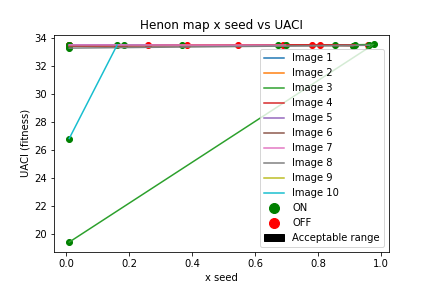 Henon map x seed vs UACI
UACI (fitness)
34
32
30
28
26
24
22
20
0.0 0.2 0.4 0.6 0.8 1.0
x seed
Image 1
Image 2
Image 3
Image 4
Image 5
Image 6
Image 7
Image 8
Image 9
Image 10
ON
OFF
Acceptable range